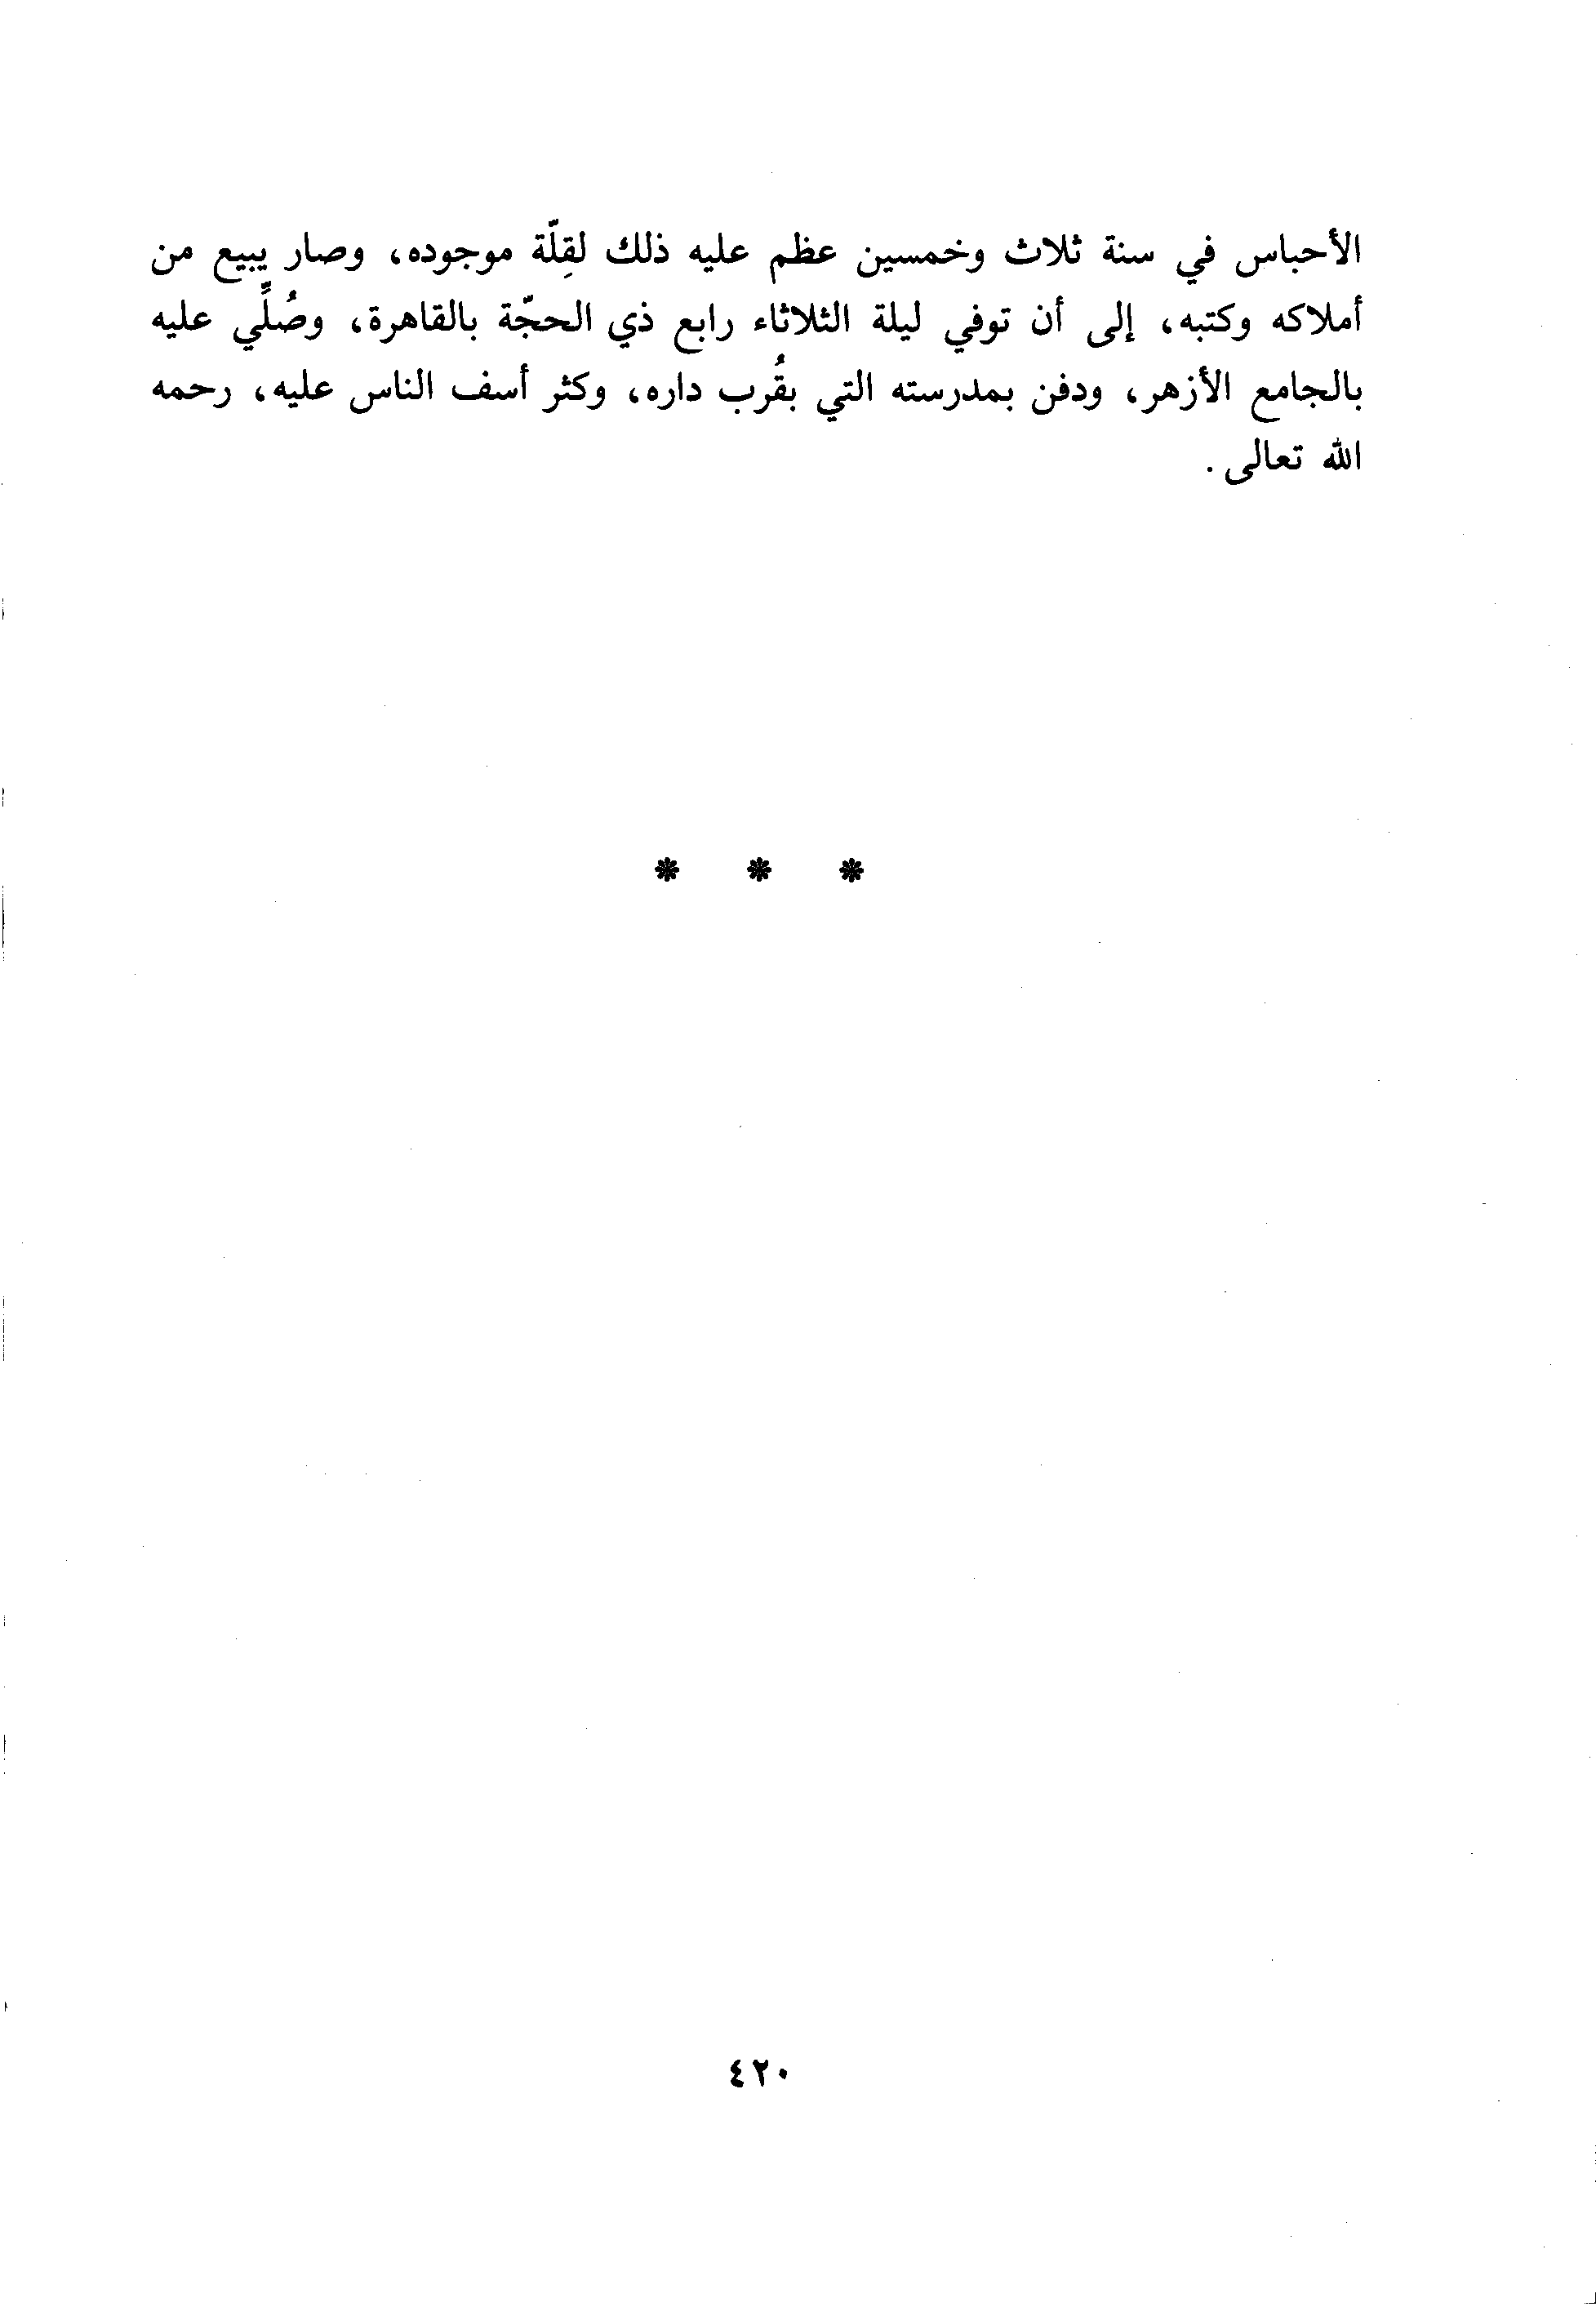 الأحباس في سنة ثلاث وخمسين عظم عليه ذلك لقِلّة موجوده، وصار يبيع من
أملاكه وكتبه، إلى أن توفي ليلة الثلاثاء رابع ذي الحجّة بالقاهرة، وصُلِّي عليه
بالجامع الأزهر، ودفن بمدرسته التي بقُرب داره، وكثر أسف الناس عليه، رحمه
الله تعالى.
* * *
٤٢٠